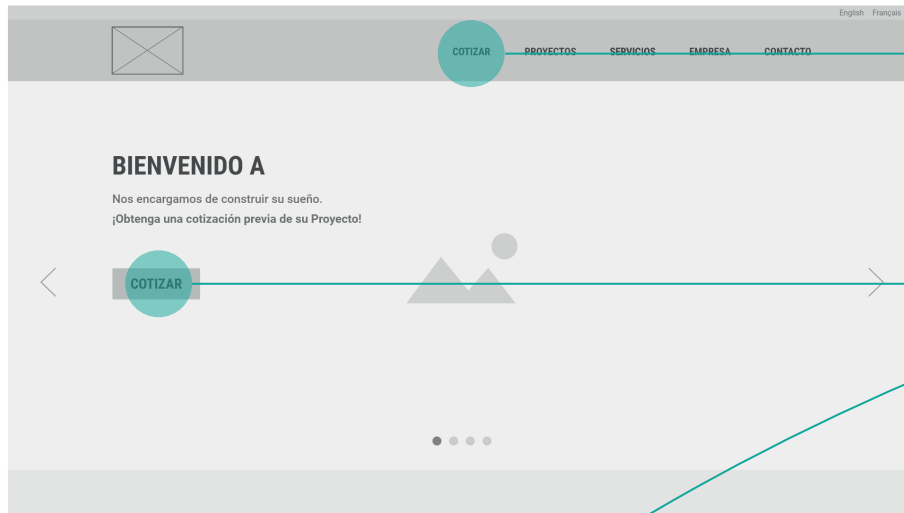 English Français
COTIZAR PROYECTOS SERVICIOS EMPRESA CONTACTO
BIENVENIDO A
Nos encargamos de construir su sueño.
¡Obtenga una cotización previa de su Proyecto!
COTIZAR